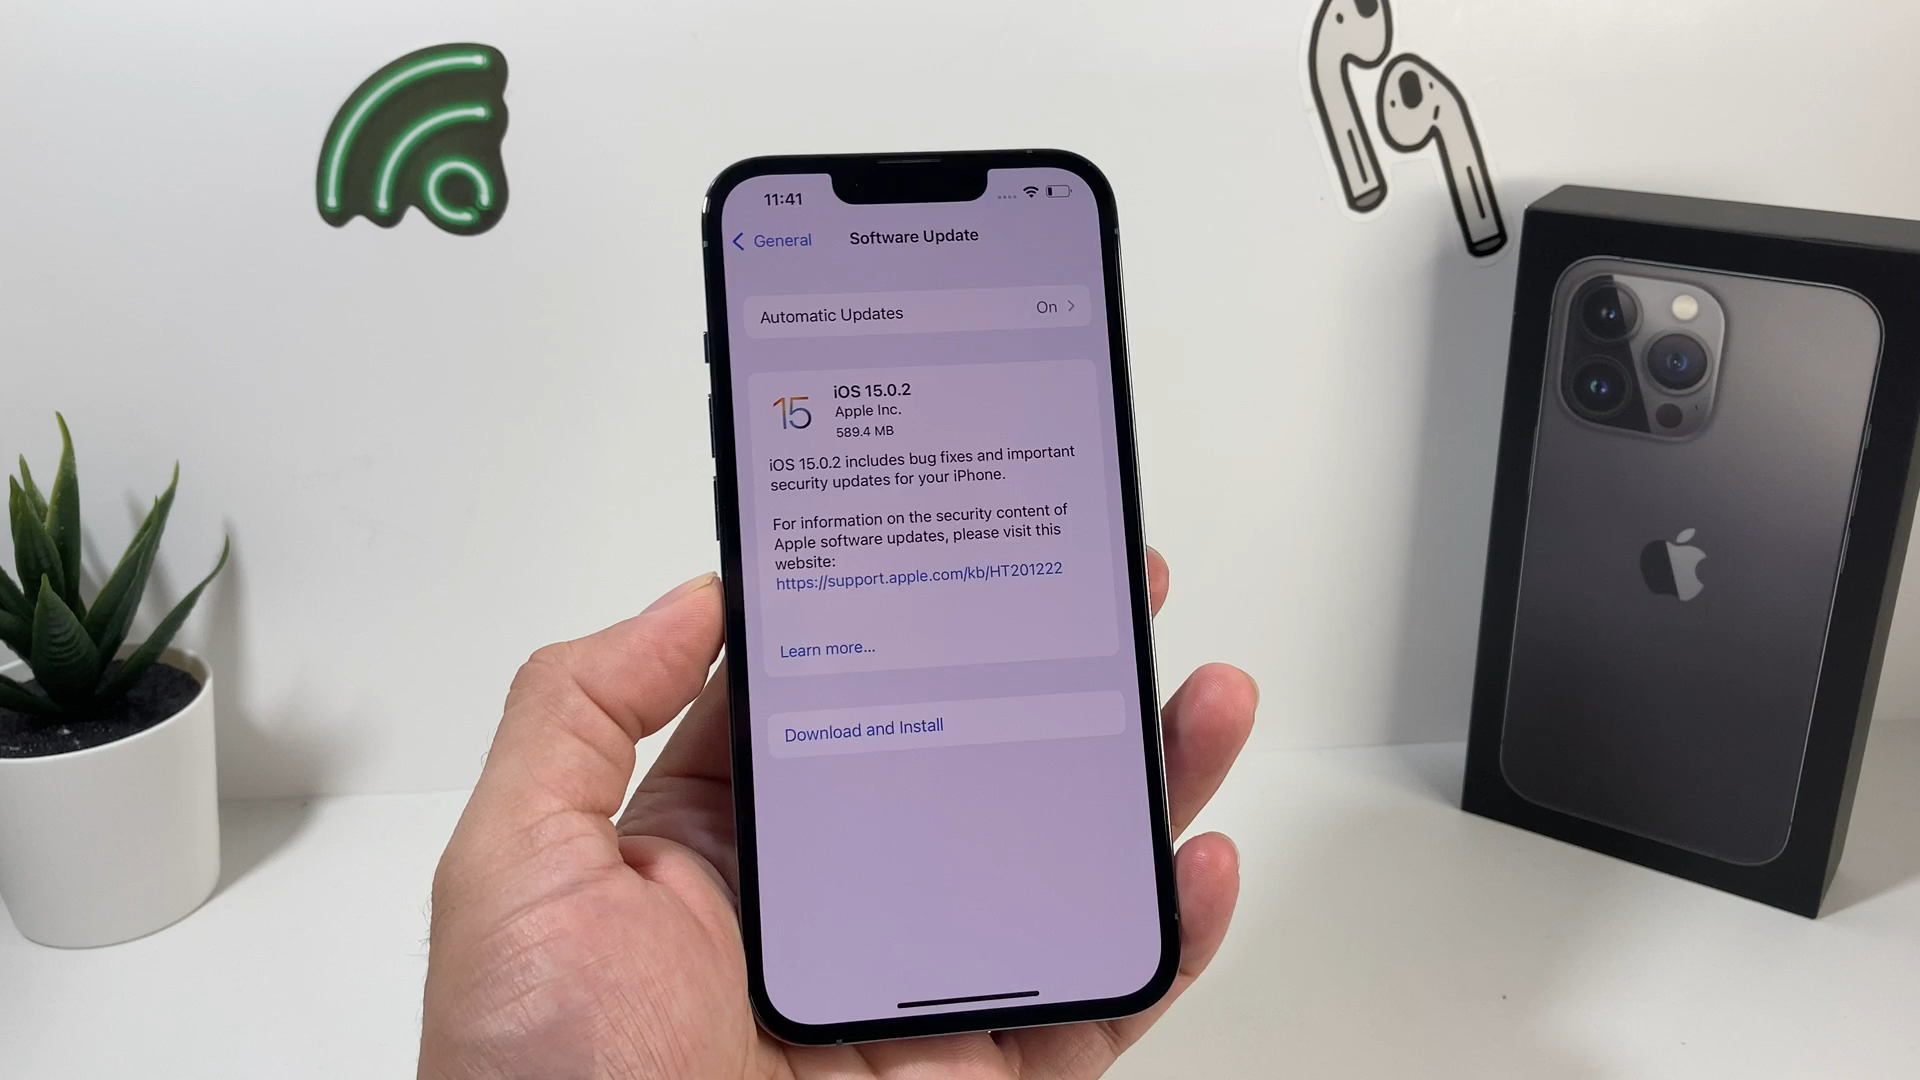 11:41
General
Software Update
Automatic Updates
On
15
iOS 15.0.2
Apple Inc.
589.4 MB
iOS 15.0.2 includes bug fixes and important
security updates for your iPhone.
For information on the security content of
Apple software updates, please visit this
website:
https://support.apple.com/kb/HT201222
Learn more...
Download and Install